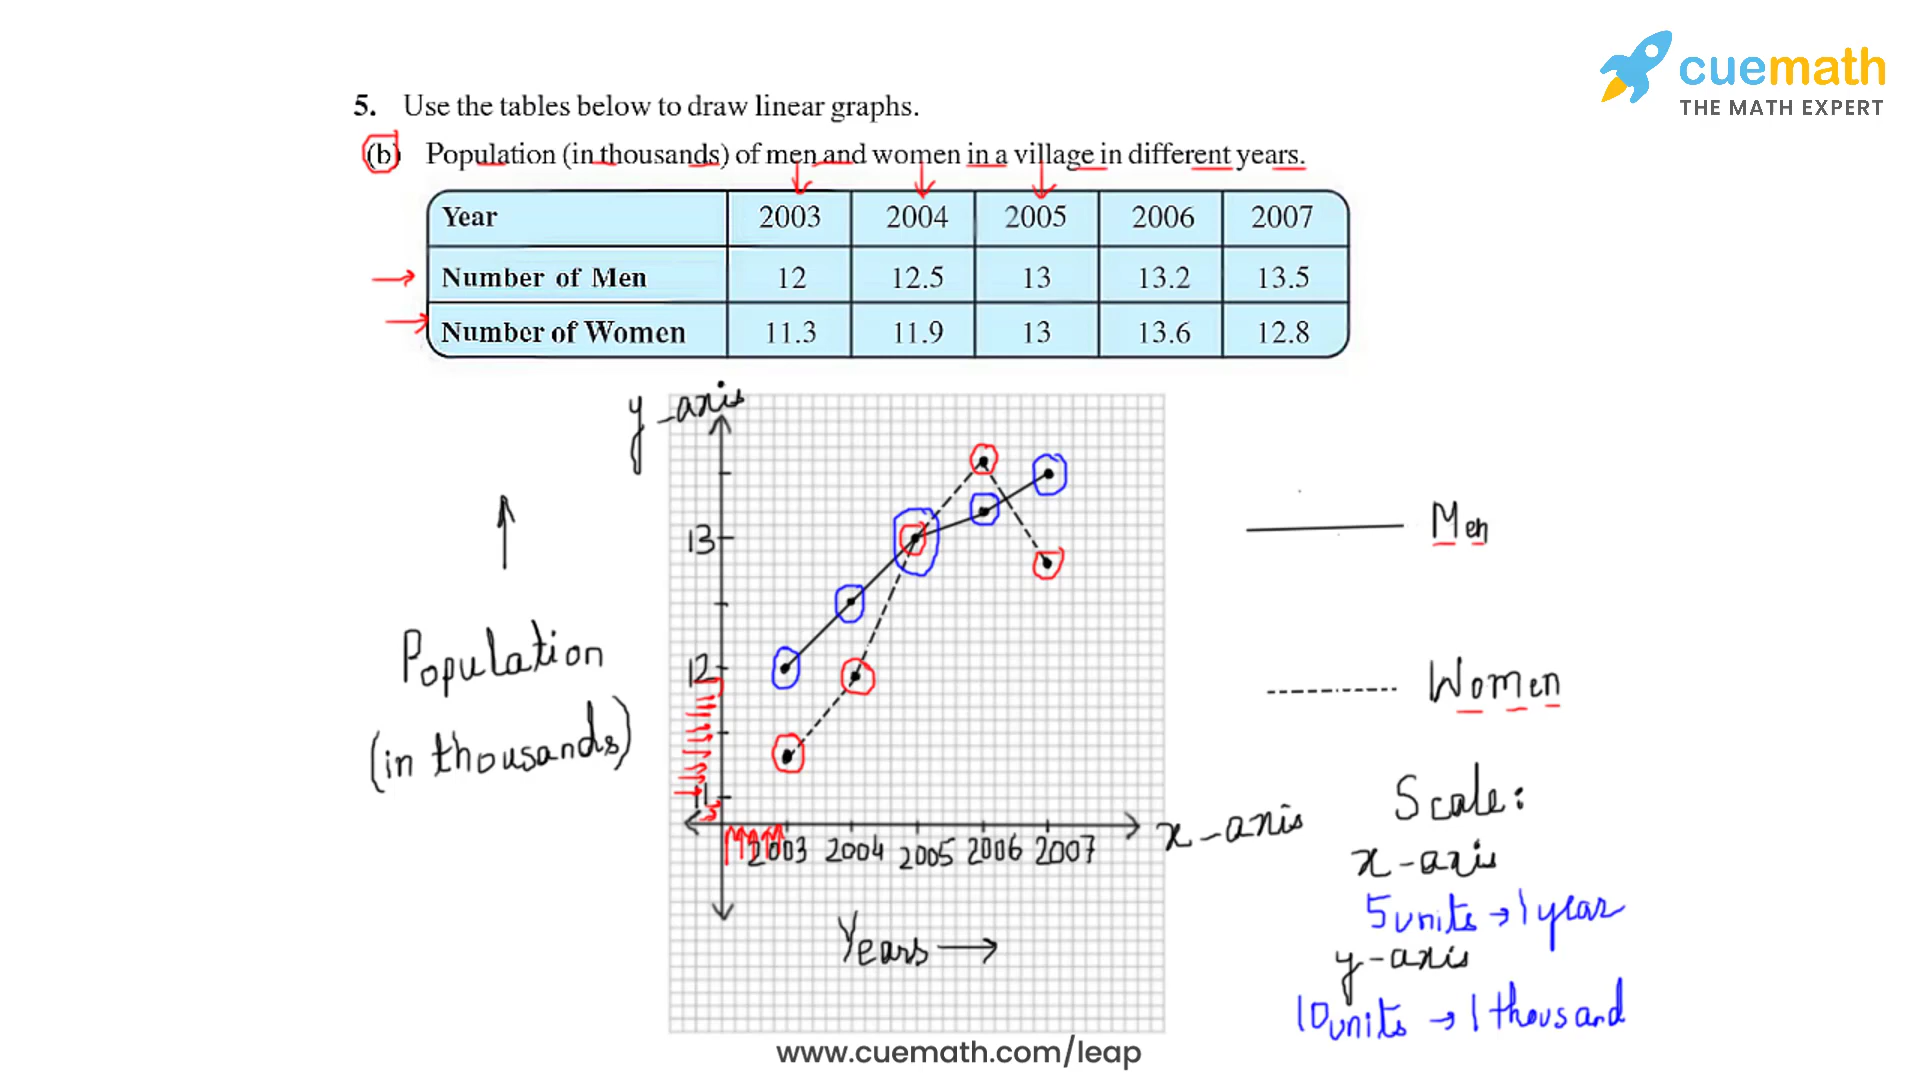 cuemath
THE MATH EXPERT
5. Use the tables below to draw linear graphs.
(b) Population (in thousands) of men and women in a village in different years.
Year 2003 2004 2005 2006 2007
Number of Men 12 12.5 13 13.2 13.5
Number of Women 11.3 11.9 13 13.6 12.8
y-axis
13
Men
Population
(in thousands)
12
Women
11
Scale:
x-axis
2003 2004 2005 2006 2007
x-axis
5 units → 1 year
Years →
y-axis
10 units → 1 thousand
www.cuemath.com/leap